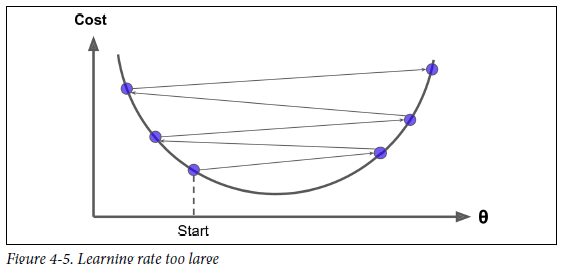 Cost
θ
Start
Figure 4-5. Learning rate too large